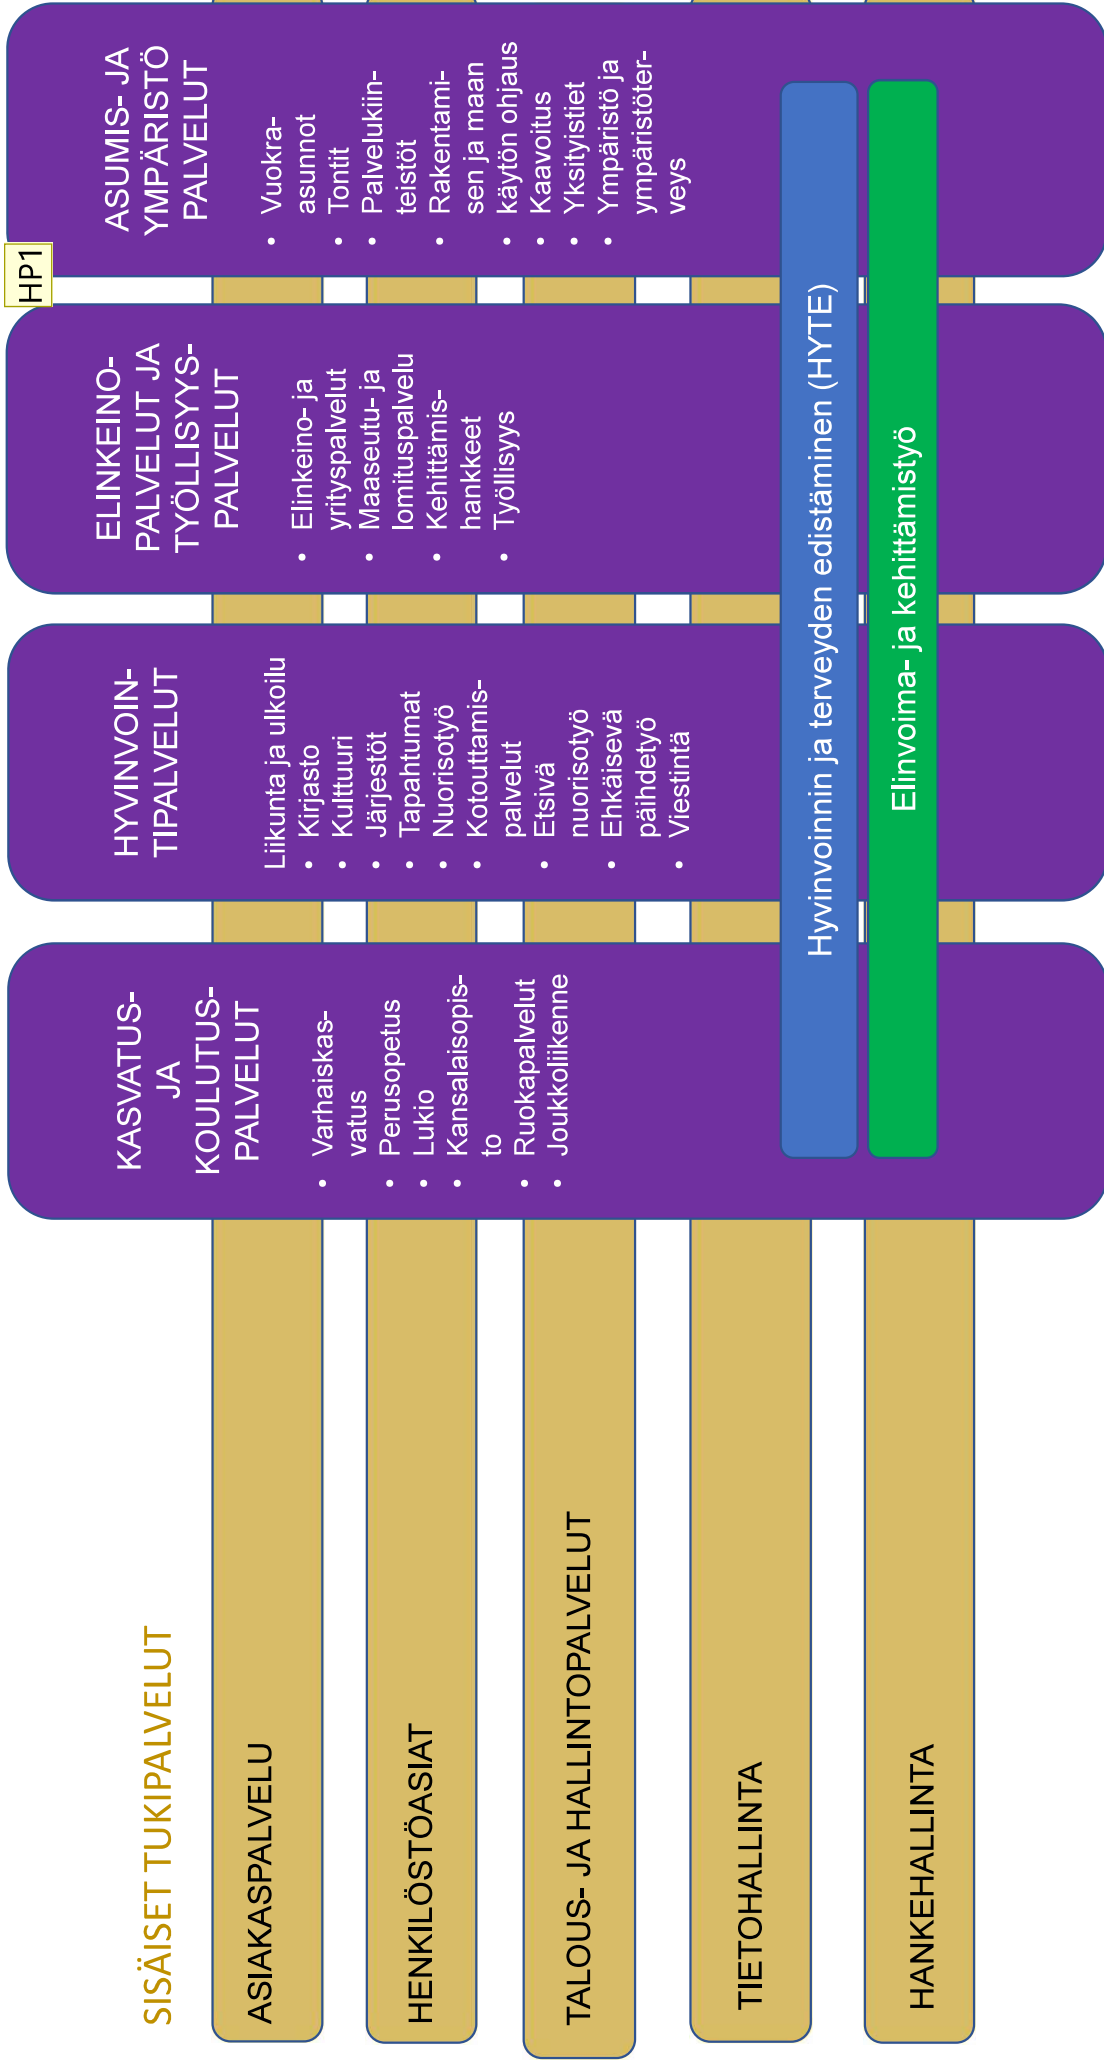 SISÄISET TUKIPALVELUT
ASIAKASPALVELU
HENKILÖSTÖASIAT
TALOUS- JA HALLINTOPALVELUT
TIETOHALLINTA
HANKEHALLINTA
KASVATUS-
JA
KOULUTUS-
PALVELUT
• Varhaiskas-
vatus
• Perusopetus
• Lukio
• Kansalaisopis-
to
• Ruokapalvelut
• Joukkoliikenne
HYVINVOIN-
TIPALVELUT
Liikunta ja ulkoilu
• Kirjasto
• Kulttuuri
• Järjestöt
• Tapahtumat
• Nuorisotyö
• Kotouttamis-
palvelut
• Etsivä
nuorisotyö
• Ehkäisevä
päihdetyö
• Viestintä
ELINKEINO-
PALVELUT JA
TYÖLLISYYS-
PALVELUT
• Elinkeino- ja
yrityspalvelut
• Maaseutu- ja
lomituspalvelu
• Kehittämis-
hankkeet
• Työllisyys
HP1
ASUMIS- JA
YMPÄRISTÖ
PALVELUT
• Vuokra-
asunnot
• Tontit
• Palvelukiin-
teistöt
• Rakentami-
sen ja maan
• käytön ohjaus
• Kaavoitus
• Yksityistiet
• Ympäristö ja
ympäristöter-
veys
Hyvinvoinnin ja terveyden edistäminen (HYTE)
Elinvoima- ja kehittämistyö